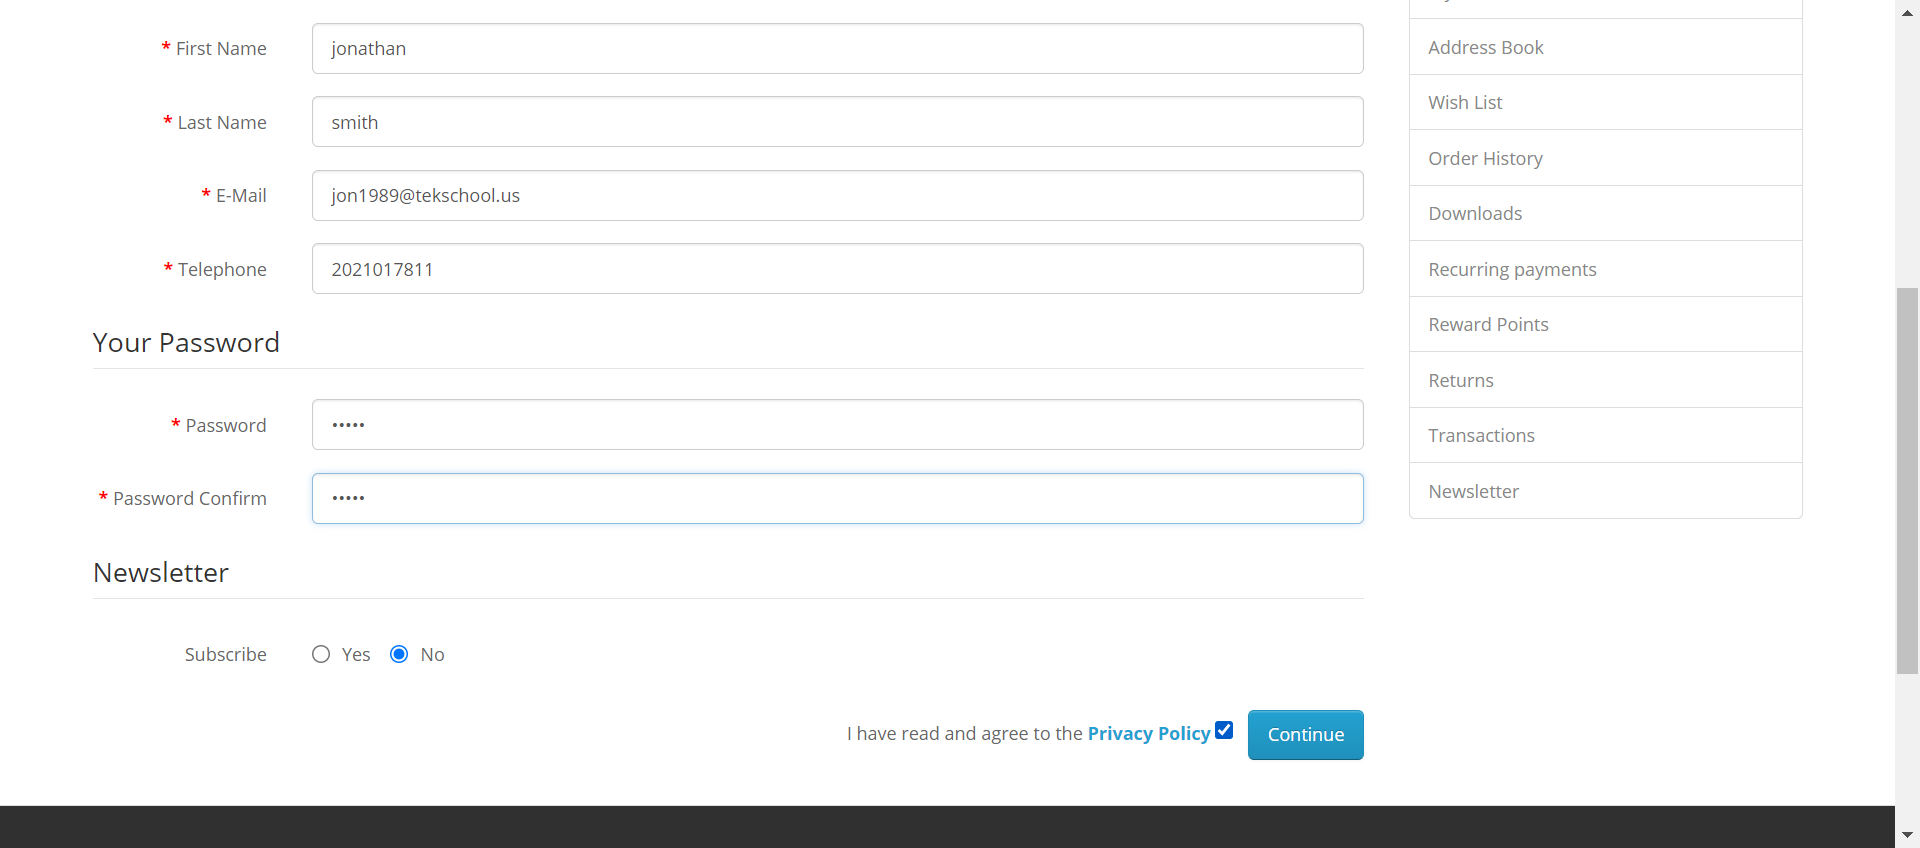 * First Name
jonathan
* Last Name
smith
* E-Mail
jon1989@tekschool.us
* Telephone
2021017811
Your Password
* Password
•••••
* Password Confirm
•••••
Newsletter
Subscribe
Yes No
I have read and agree to the Privacy Policy
Continue
Address Book
Wish List
Order History
Downloads
Recurring payments
Reward Points
Returns
Transactions
Newsletter